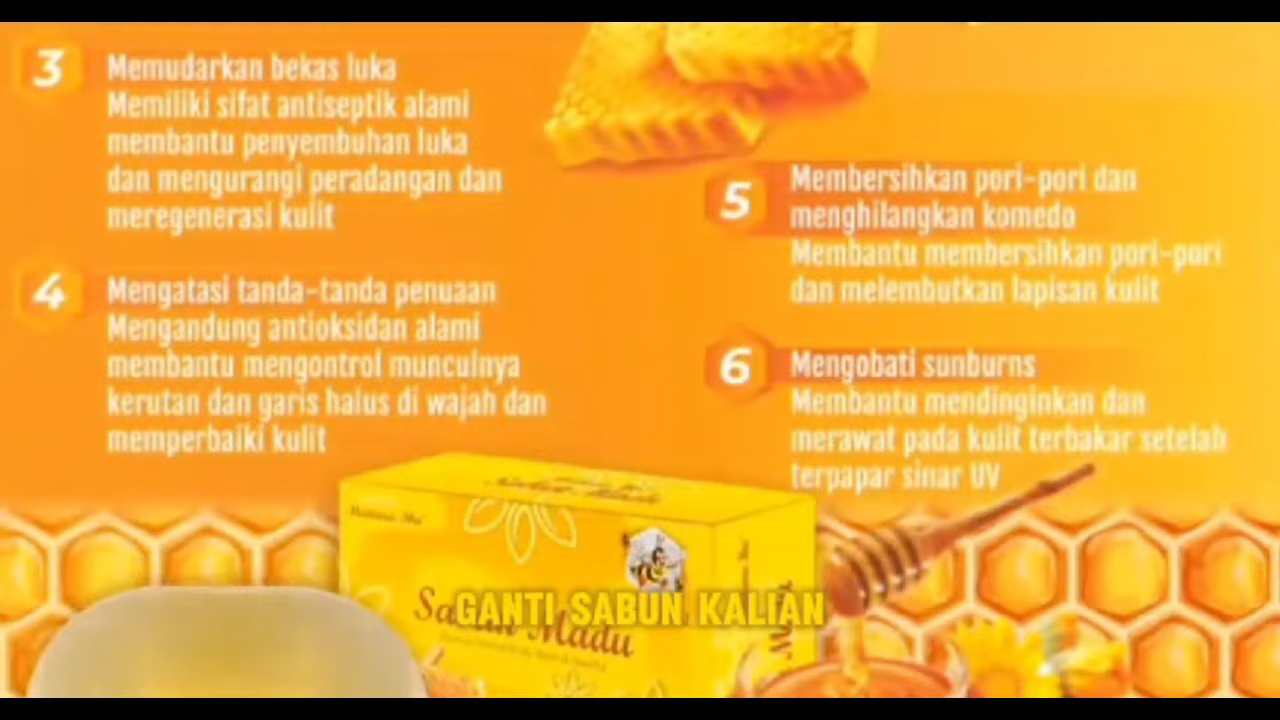 3
Memudarkan bekas luka
Memiliki sifat antiseptik alami
membantu penyembuhan luka
dan mengurangi peradangan dan
meregenerasi kulit
4
Mengatasi tanda-tanda penuaan
Mengandung antioksidan alami
membantu mengontrol munculnya
kerutan dan garis halus di wajah dan
memperbaiki kulit
5
Membersihkan pori-pori dan
menghilangkan komedo
Membantu membersihkan pori-pori
dan melembutkan lapisan kulit
6
Mengobati sunburns
Membantu mendinginkan dan
merawat pada kulit terbakar setelah
terpapar sinar UV
Sabun Madu
Sabun Madu
GANTI SABUN KALIAN